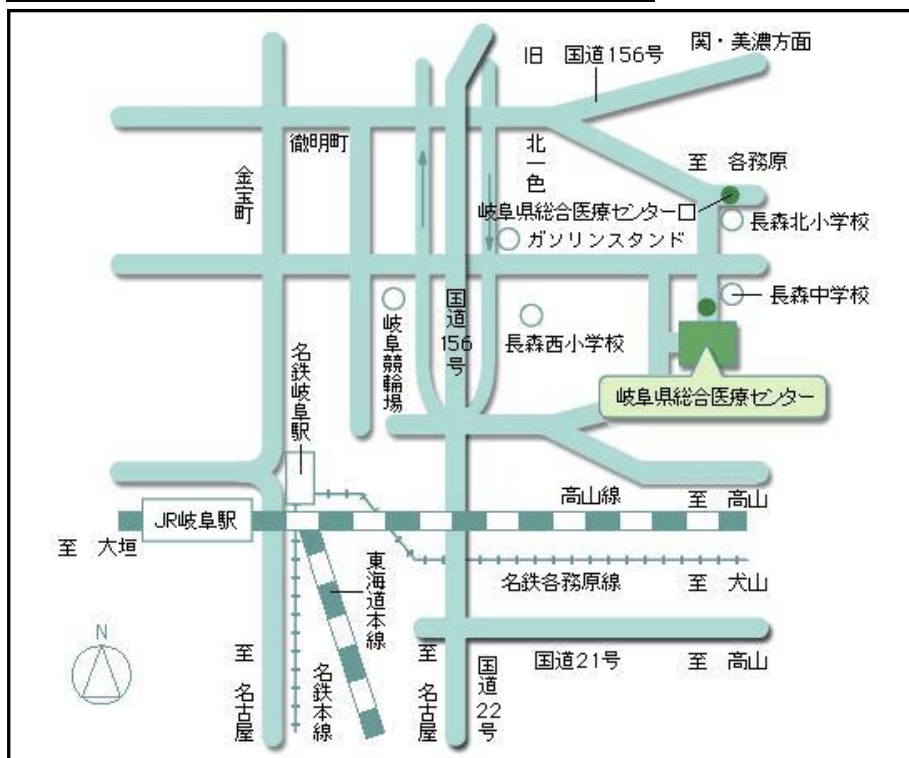 関・美濃方面
旧 国道156号
徹明町
北一色
至 各務原
金宝町
岐阜県総合医療センター口
長森北小学校
ガソリンスタンド
国道156号
長森中学校
岐阜競輪場
長森西小学校
名鉄岐阜駅
岐阜県総合医療センター
高山線
至 高山
JR岐阜駅
至 大垣
東海道本線
名鉄各務原線
至 犬山
N
至 名古屋
名鉄本線
至 名古屋
国道22号
国道21号
至 高山